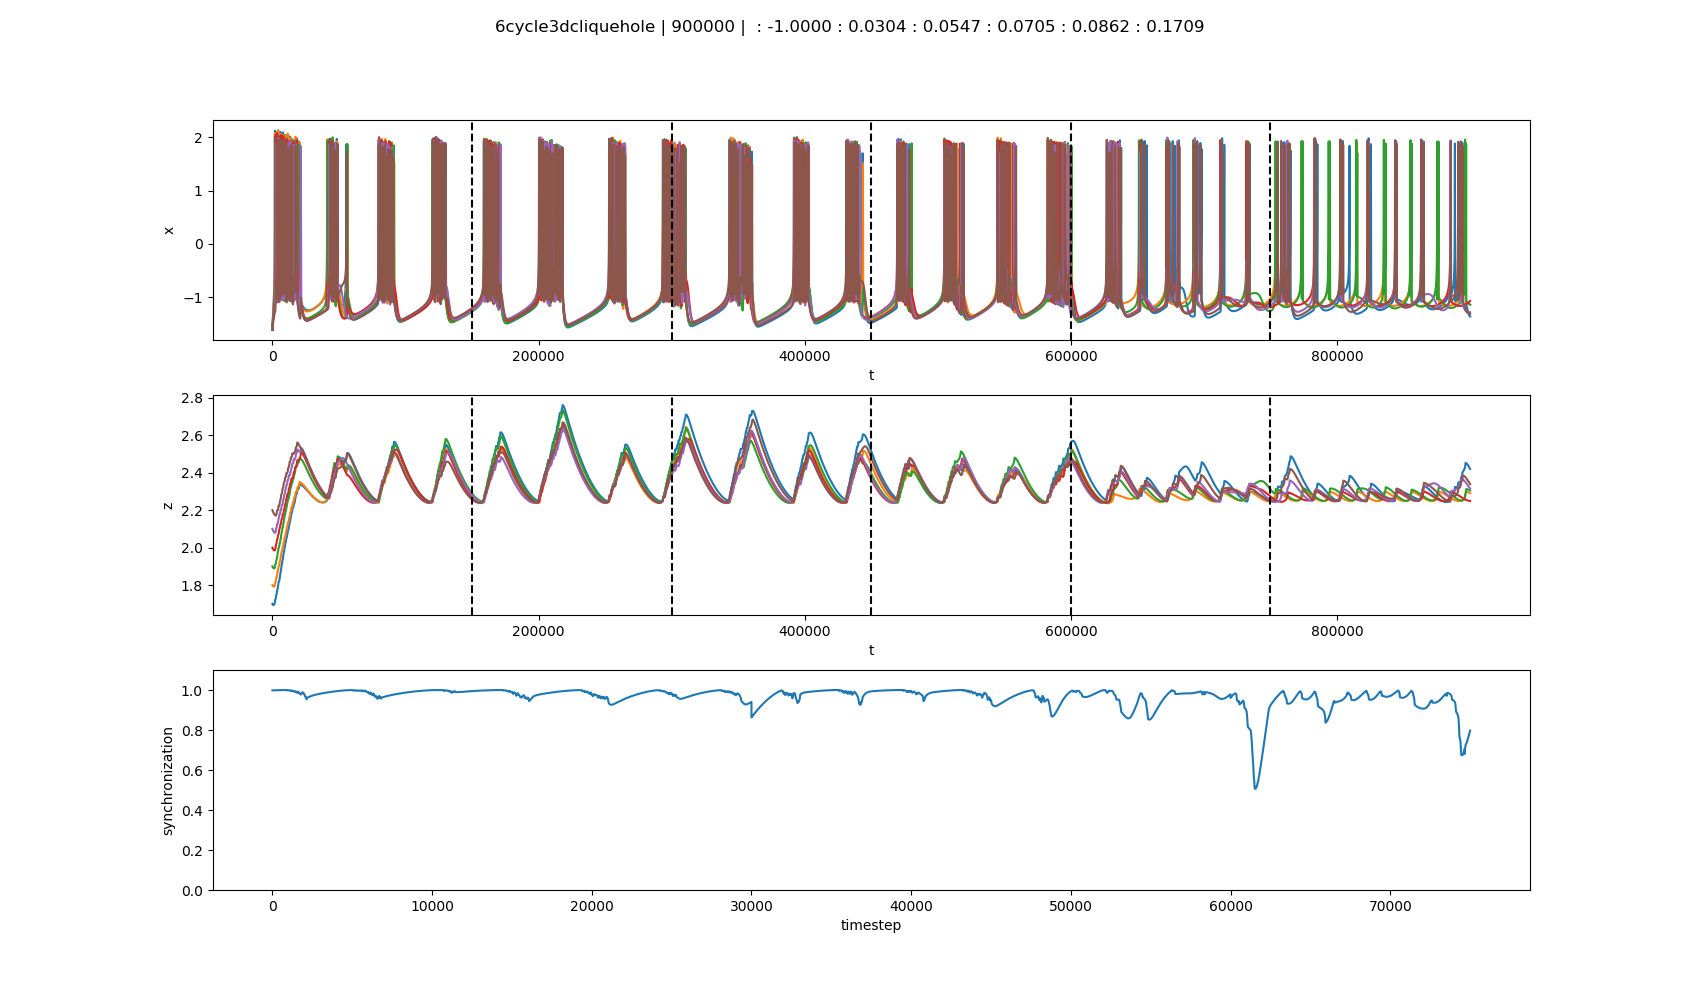 6cycle3dcliquehole | 900000 |  : -1.0000 : 0.0304 : 0.0547 : 0.0705 : 0.0862 : 0.1709
2
1
0
−1
x
0 200000 400000 600000 800000
t
2.8
2.6
2.4
2.2
2.0
1.8
z
0 200000 400000 600000 800000
t
1.0
0.8
0.6
0.4
0.2
0.0
synchronization
0 10000 20000 30000 40000 50000 60000 70000
timestep